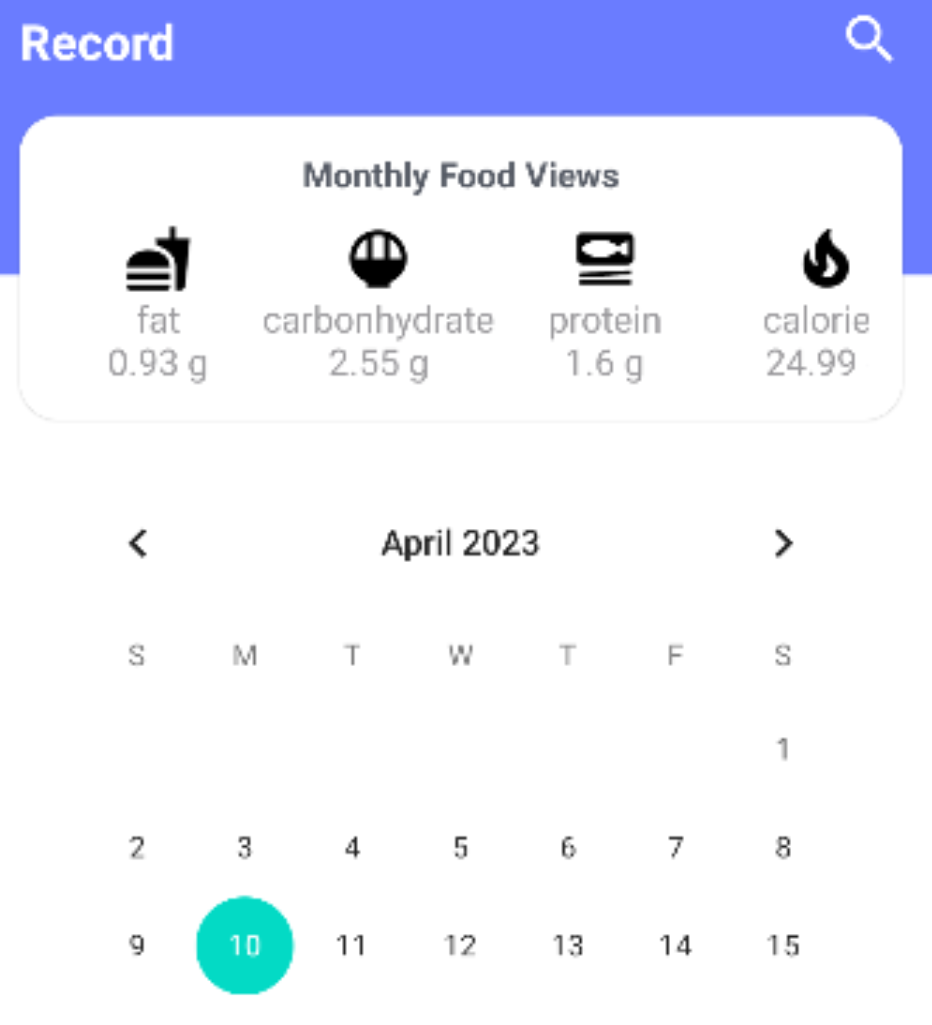 Record
Monthly Food Views
fat carbonhydrate protein calorie
0.93 g 2.55 g 1.6 g 24.99
April 2023
S M T W T F S
1
2 3 4 5 6 7 8
9 10 11 12 13 14 15